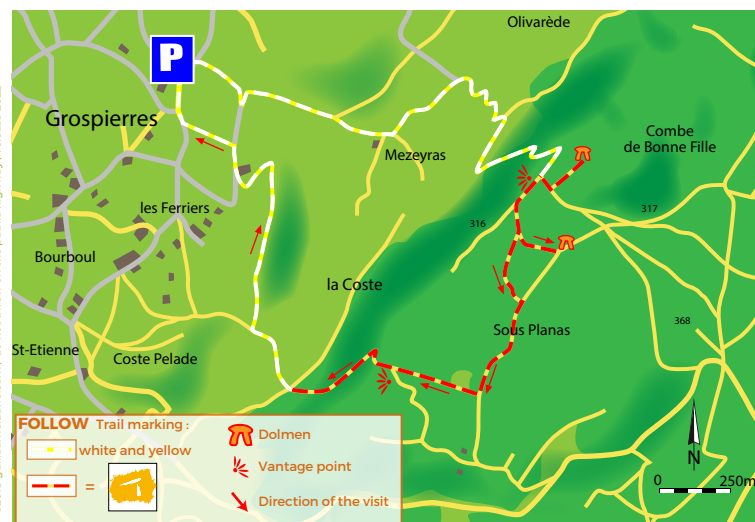 Olivarède
P
Grospierres
Combe
de Bonne Fille
Mezeyras
les Ferriers
317
316
Bourboul
la Coste
368
Sous Planas
St-Etienne
Coste Pelade
FOLLOW Trail marking :
white and yellow
=
Dolmen
Vantage point
Direction of the visit
N
0 250m